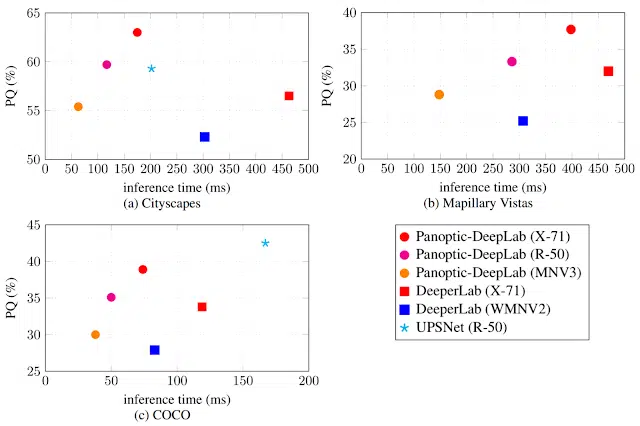 65
60
55
50
PQ (%)
0 50 100 150 200 250 300 350 400 450 500
inference time (ms)
(a) Cityscapes
40
35
30
25
20
PQ (%)
0 50 100 150 200 250 300 350 400 450 500
inference time (ms)
(b) Mapillary Vistas
45
40
35
30
25
PQ (%)
0 50 100 150 200
inference time (ms)
(c) COCO
Panoptic-DeepLab (X-71)
Panoptic-DeepLab (R-50)
Panoptic-DeepLab (MNV3)
DeeperLab (X-71)
DeeperLab (WMNV2)
UPSNet (R-50)